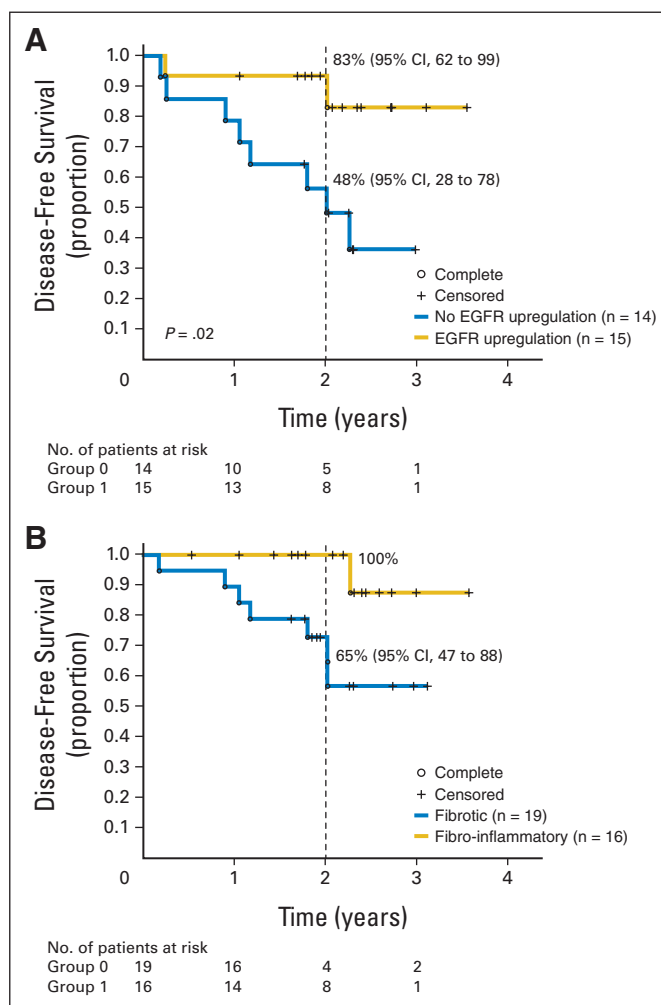 A
Disease-Free Survival
(proportion)
1.0
0.9
0.8
0.7
0.6
0.5
0.4
0.3
0.2
0.1
83% (95% CI, 62 to 99)
48% (95% CI, 28 to 78)
Complete
Censored
No EGFR upregulation (n = 14)
EGFR upregulation (n = 15)
P = .02
0 1 2 3 4
Time (years)
No. of patients at risk
Group 0 14 10 5 1
Group 1 15 13 8 1
B
Disease-Free Survival
(proportion)
1.0
0.9
0.8
0.7
0.6
0.5
0.4
0.3
0.2
0.1
100%
65% (95% CI, 47 to 88)
Complete
Censored
Fibrotic (n = 19)
Fibro-inflammatory (n = 16)
0 1 2 3 4
Time (years)
No. of patients at risk
Group 0 19 16 4 2
Group 1 16 14 8 1